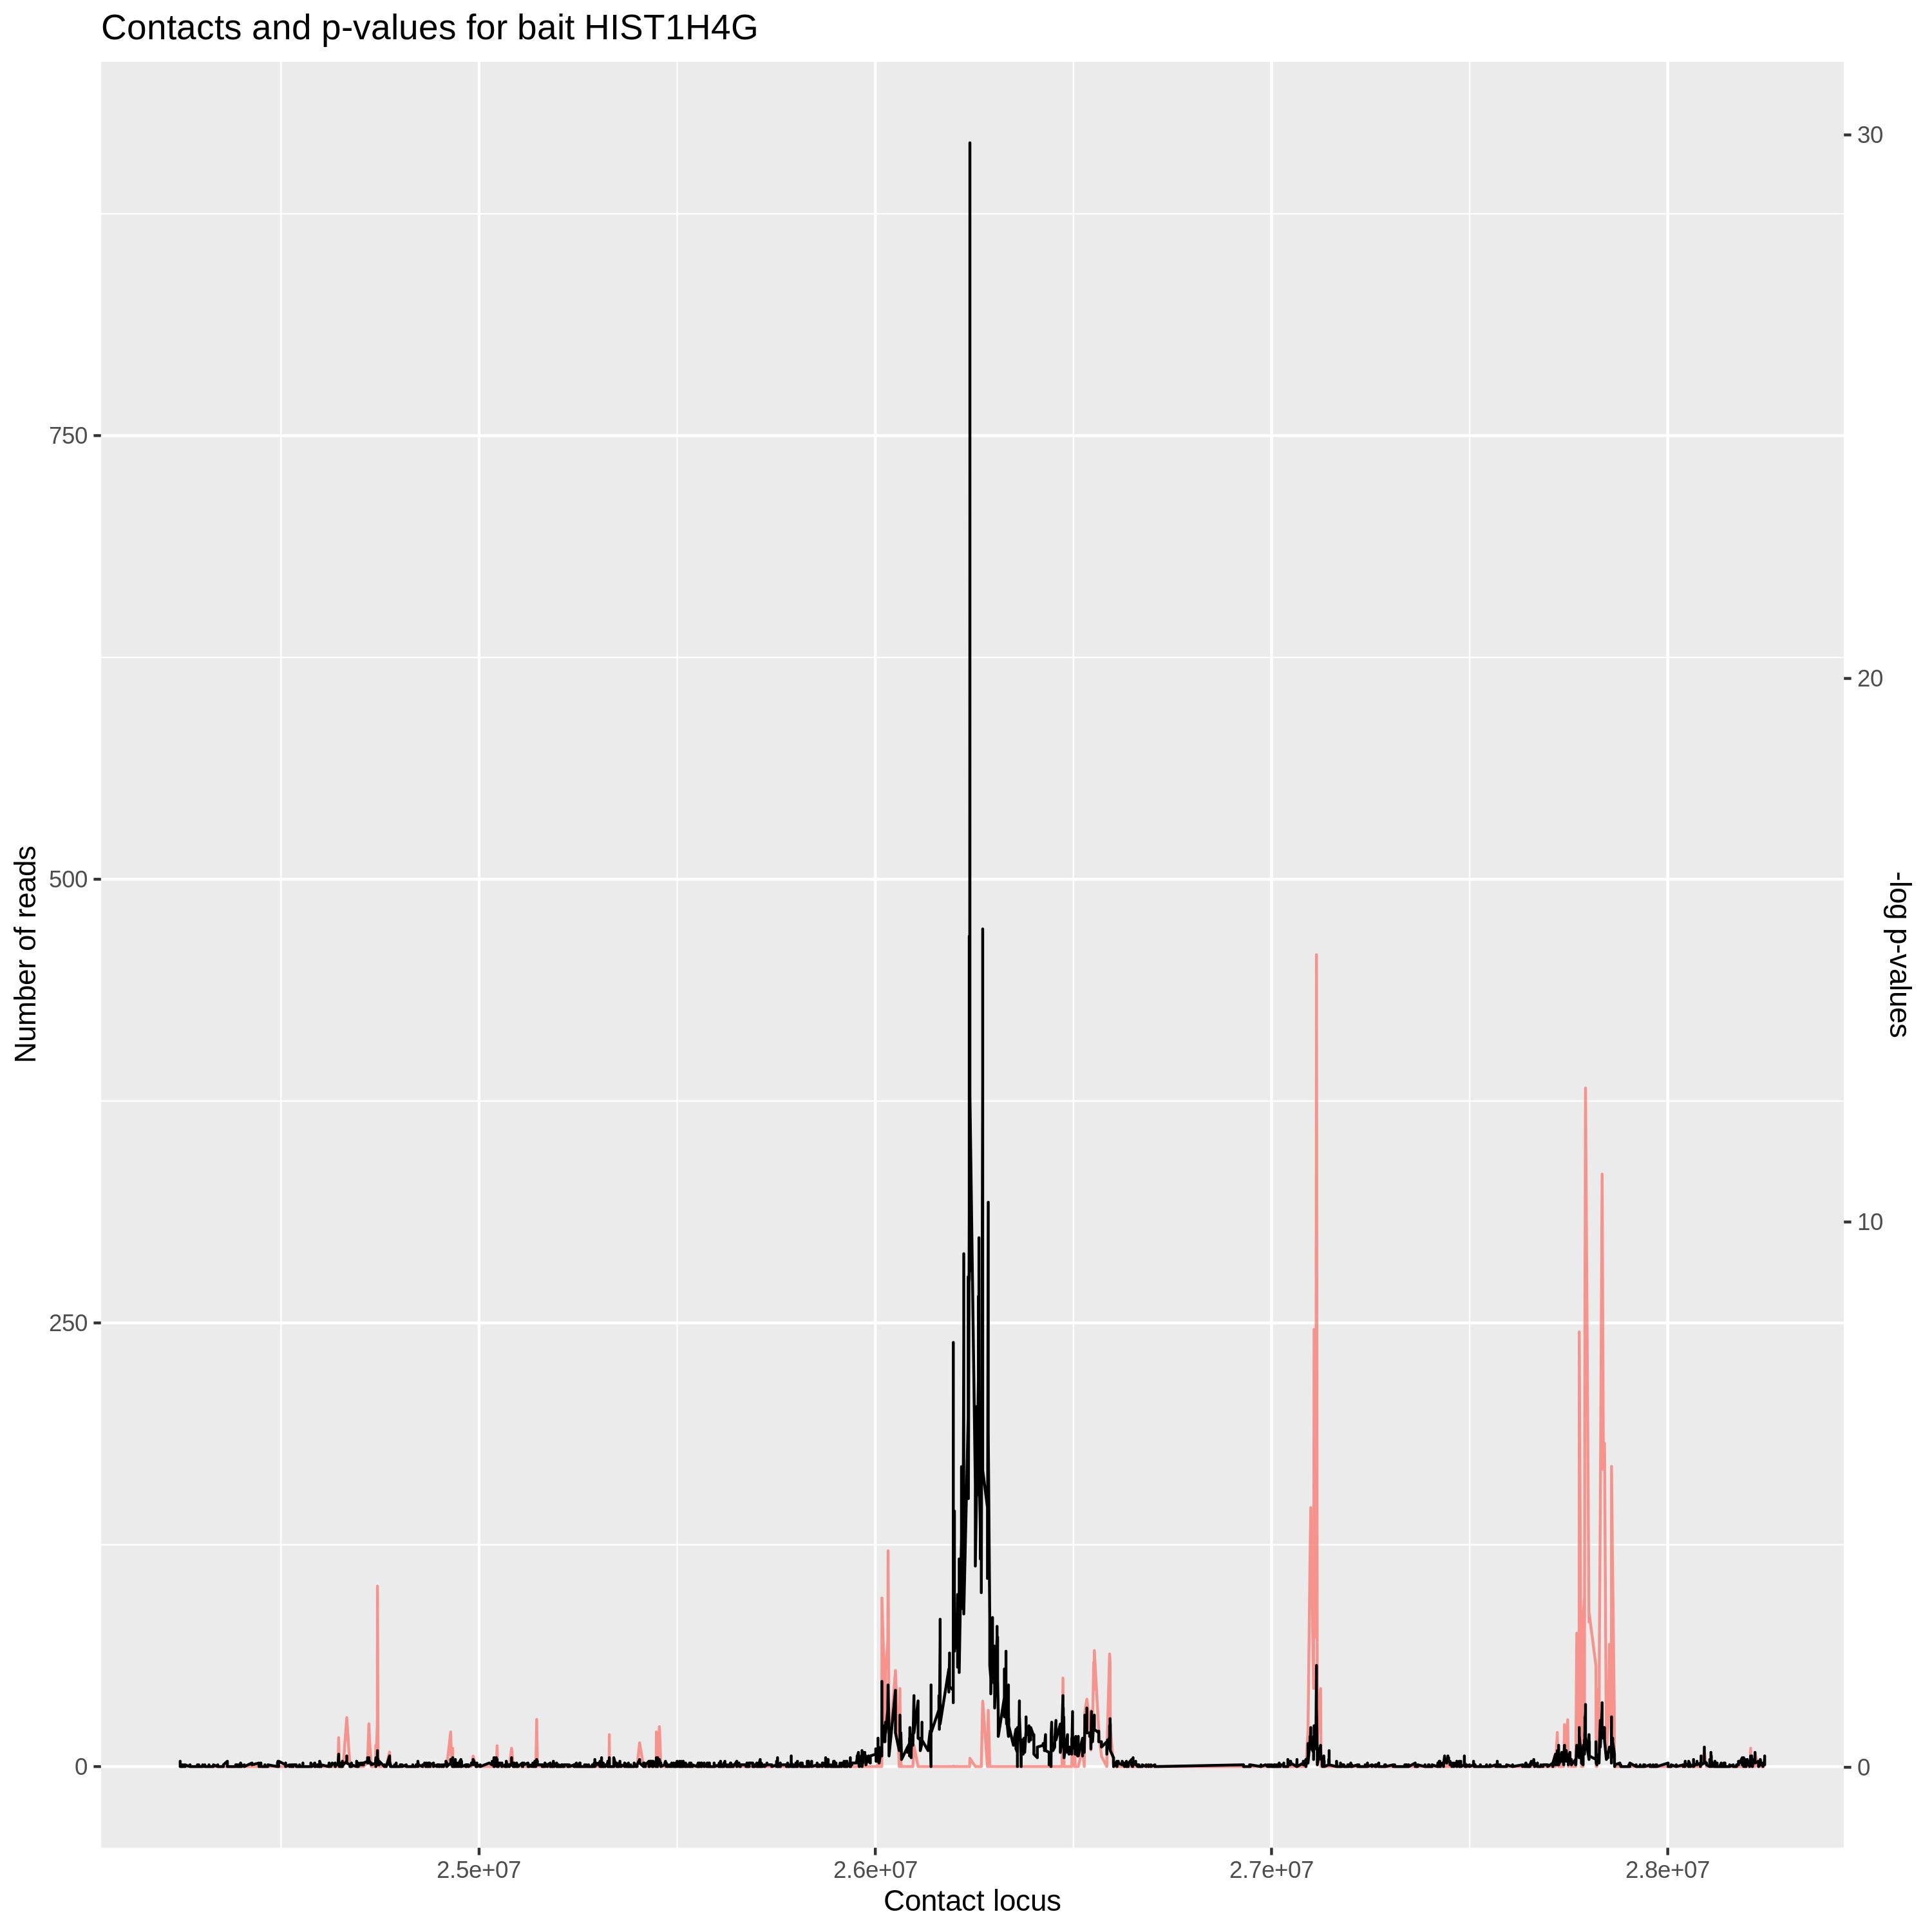 Contacts and p-values for bait HIST1H4G
Number of reads
750
500
250
0
30
20
10
0
-log p-values
2.5e+07 2.6e+07 2.7e+07 2.8e+07
Contact locus